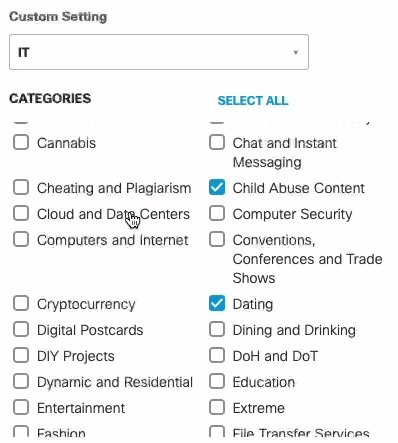 Custom Setting
IT
CATEGORIES SELECT ALL
Cannabis Chat and Instant
Messaging
Cheating and Plagiarism Child Abuse Content
Cloud and Data Centers Computer Security
Computers and Internet Conventions,
Conferences and Trade
Shows
Cryptocurrency Dating
Digital Postcards Dining and Drinking
DIY Projects DoH and DoT
Dynamic and Residential Education
Entertainment Extreme
Fashion File Transfer Services